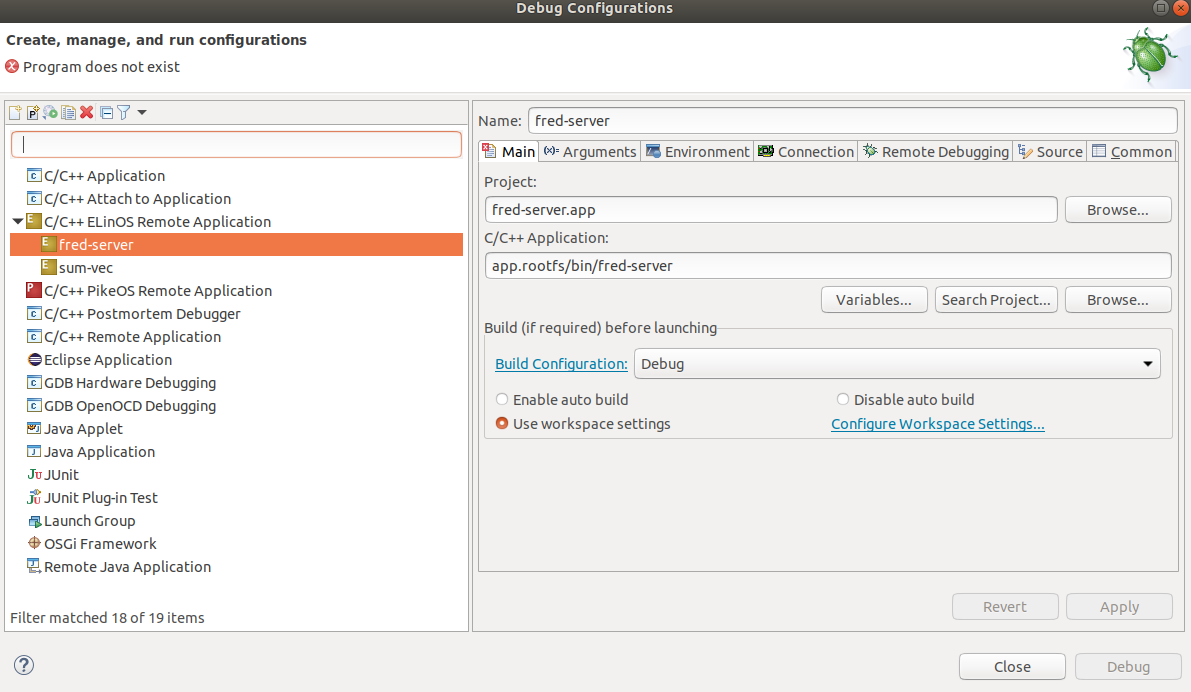 Debug Configurations
Create, manage, and run configurations
Program does not exist
C/C++ Application
C/C++ Attach to Application
C/C++ ELinOS Remote Application
fred-server
sum-vec
C/C++ PikeOS Remote Application
C/C++ Postmortem Debugger
C/C++ Remote Application
Eclipse Application
GDB Hardware Debugging
GDB OpenOCD Debugging
Java Applet
Java Application
JUnit
JUnit Plug-in Test
Launch Group
OSGi Framework
Remote Java Application
Filter matched 18 of 19 items
Name: fred-server
Main (x)= Arguments Environment Connection Remote Debugging Source Common
Project:
fred-server.app Browse...
C/C++ Application:
app.rootfs/bin/fred-server
Variables... Search Project... Browse...
Build (if required) before launching
Build Configuration: Debug
Enable auto build Disable auto build
Use workspace settings Configure Workspace Settings...
Revert Apply
Close Debug